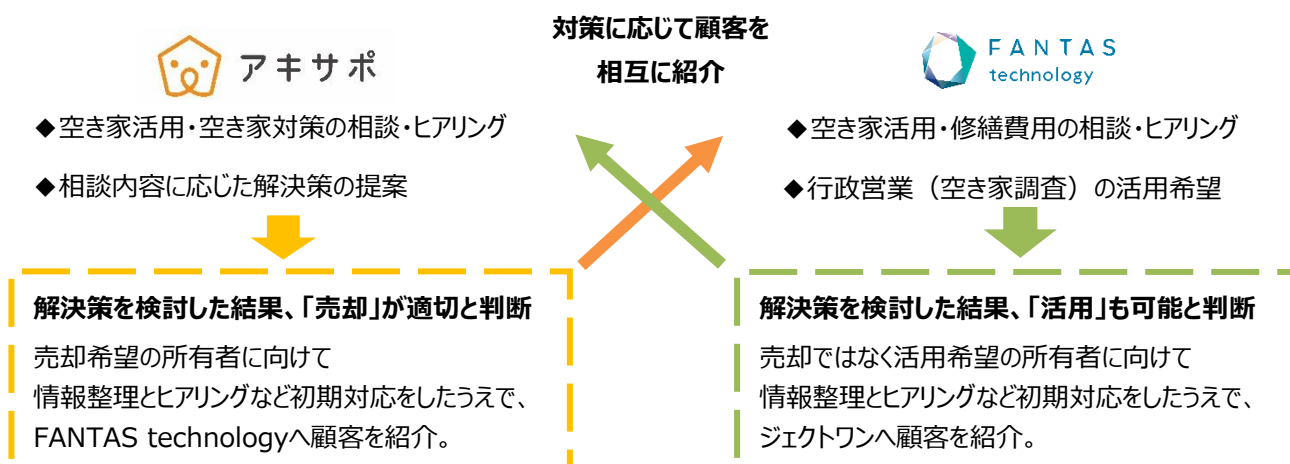 対策に応じて顧客を
相互に紹介
アキサポ
◆空き家活用・空き家対策の相談・ヒアリング
◆相談内容に応じた解決策の提案
解決策を検討した結果、「売却」が適切と判断
売却希望の所有者に向けて
情報整理とヒアリングなど初期対応をしたうえで、
FANTAS technologyへ顧客を紹介。
FANTAS
technology
◆空き家活用・修繕費用の相談・ヒアリング
◆行政営業（空き家調査）の活用希望
解決策を検討した結果、「活用」も可能と判断
売却ではなく活用希望の所有者に向けて
情報整理とヒアリングなど初期対応をしたうえで、
ジェクトワンへ顧客を紹介。